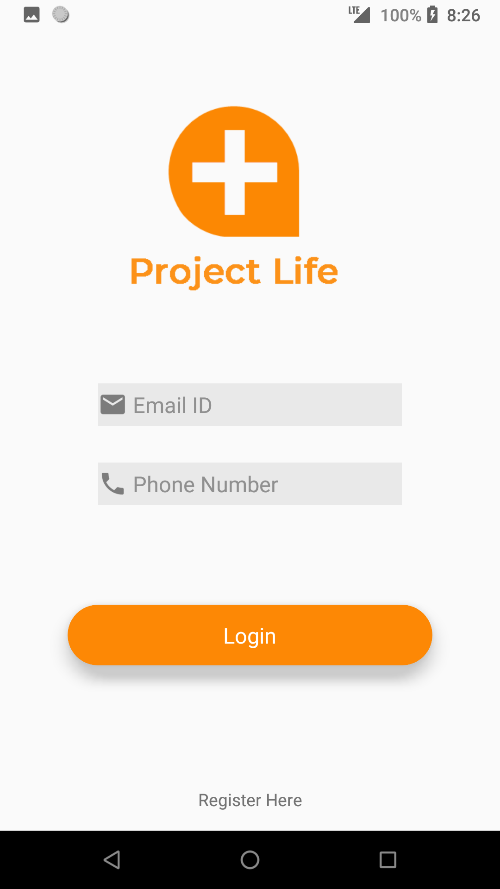 LTE 100% 8:26
Project Life
Email ID
Phone Number
Login
Register Here